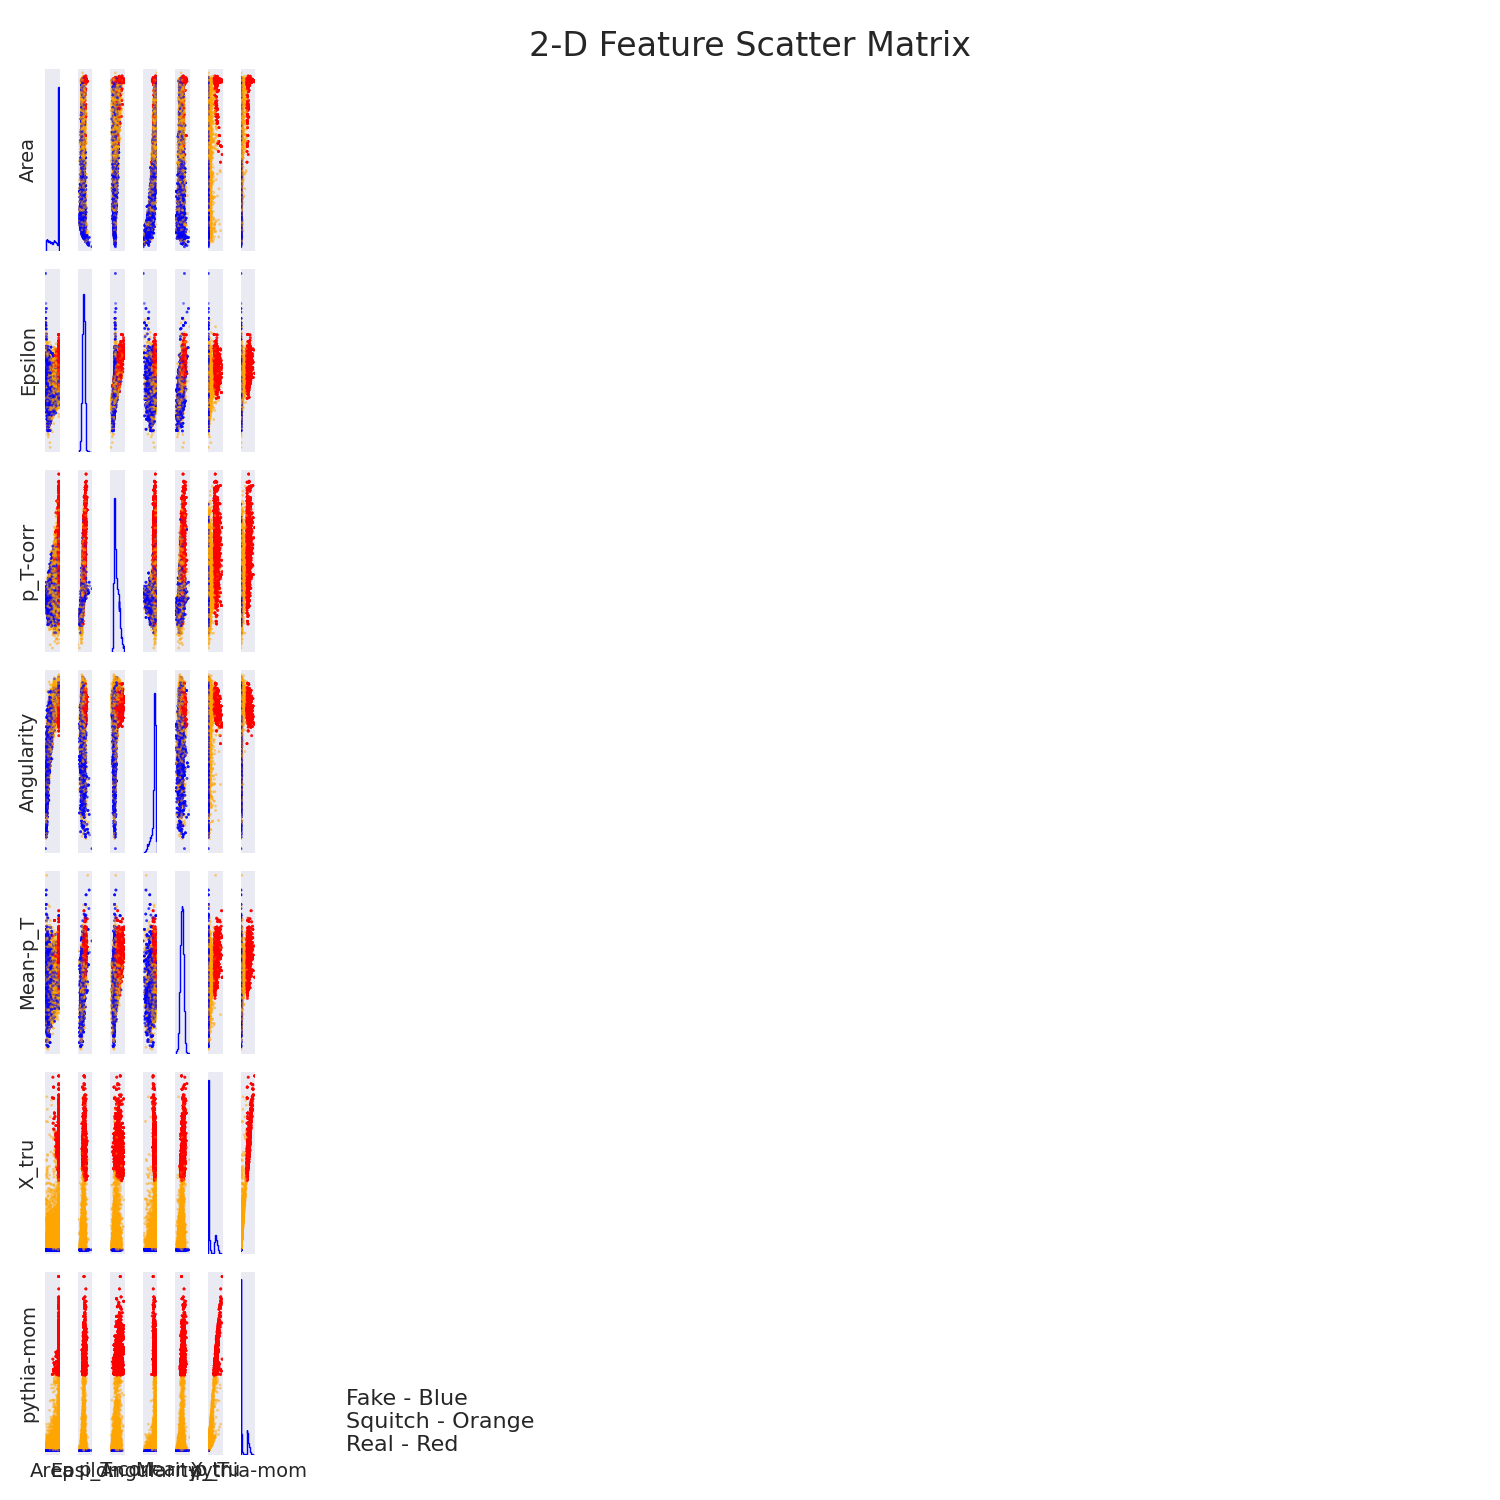 2-D Feature Scatter Matrix
Area
Epsilon
p_T-corr
Angularity
Mean-p_T
X_tru
pythia-mom
Fake - Blue
Squitch - Orange
Real - Red
Area Epsilon p_T-corr Angularity Mean-p_T X_tru pythia-mom